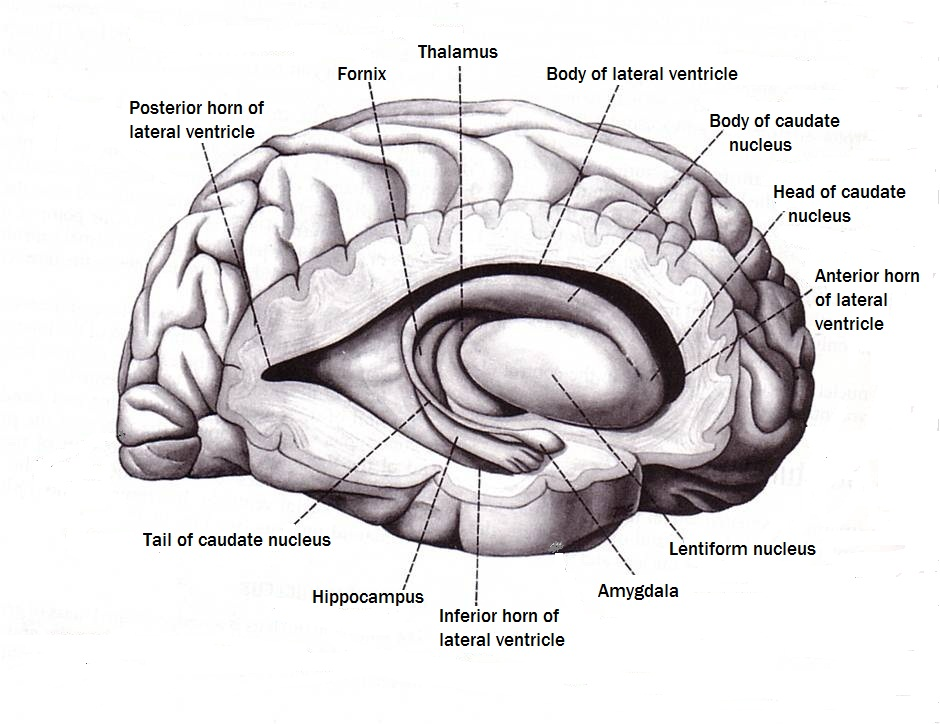 Thalamus
Fornix
Body of lateral ventricle
Posterior horn of
lateral ventricle
Body of caudate
nucleus
Head of caudate
nucleus
Anterior horn
of lateral
ventricle
Tail of caudate nucleus
Lentiform nucleus
Hippocampus
Amygdala
Inferior horn of
lateral ventricle